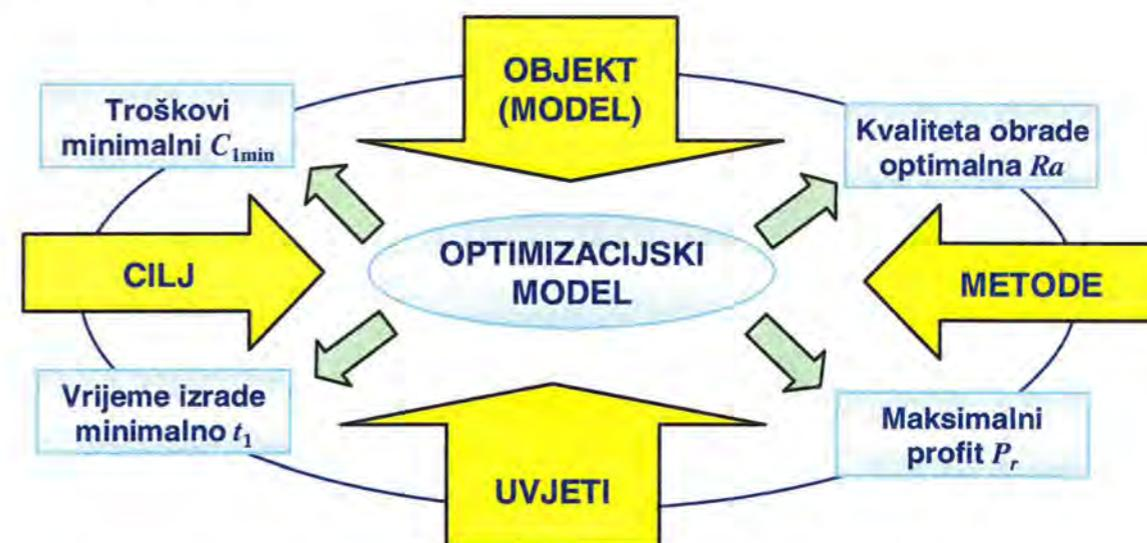 OBJEKT
(MODEL)
Troškovi
minimalni C₁ₘᵢₙ
Kvaliteta obrade
optimalna Ra
CILJ
OPTIMIZACIJSKI
MODEL
METODE
Vrijeme izrade
minimalno t₁
Maksimalni
profit Pᵣ
UVJETI